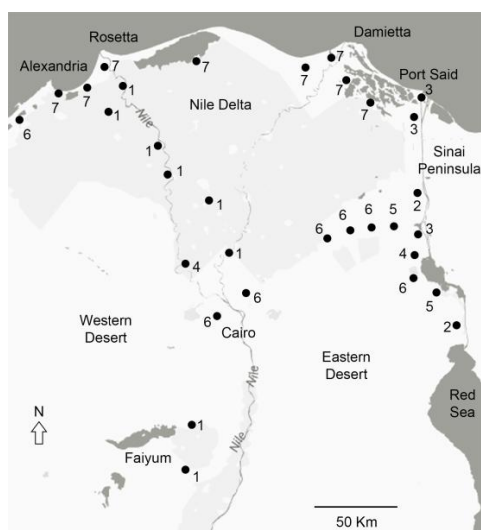 Rosetta
Damietta
Alexandria
Port Said
7
7
7
7
3
7
7
1
7
7
Nile Delta
6
1
Nile
3
1
Sinai
Peninsula
1
2
1
5
6
6
6
3
1
4
4
6
6
5
Western
Desert
6
Cairo
2
Eastern
Desert
Nile
Red
Sea
N
1
Nile
Faiyum
1
50 Km